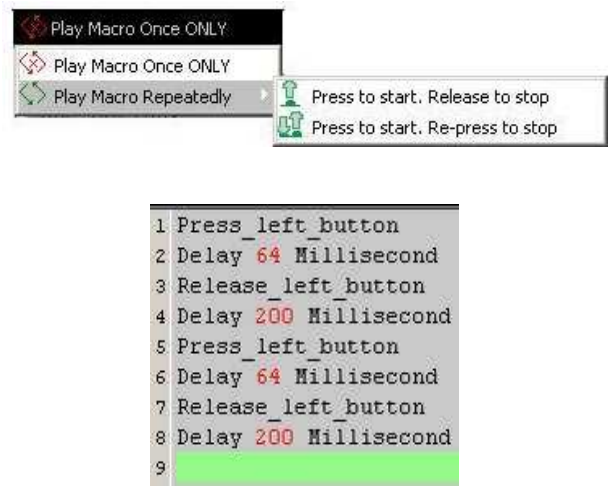 Play Macro Once ONLY
Play Macro Once ONLY
Play Macro Repeatedly
Press to start. Release to stop
Press to start. Re-press to stop
1 Press_left_button
2 Delay 64 Millisecond
3 Release_left_button
4 Delay 200 Millisecond
5 Press_left_button
6 Delay 64 Millisecond
7 Release_left_button
8 Delay 200 Millisecond
9